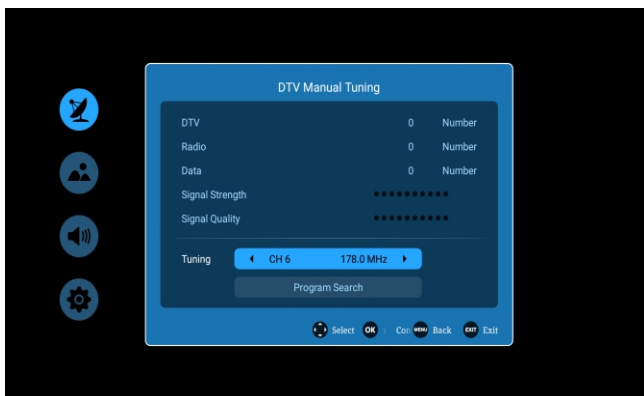 DTV Manual Tuning
DTV 0 Number
Radio 0 Number
Data 0 Number
Signal Strength
Signal Quality
Tuning CH 6 178.0 MHz
Program Search
Select OK Con MENU Back EXIT Exit